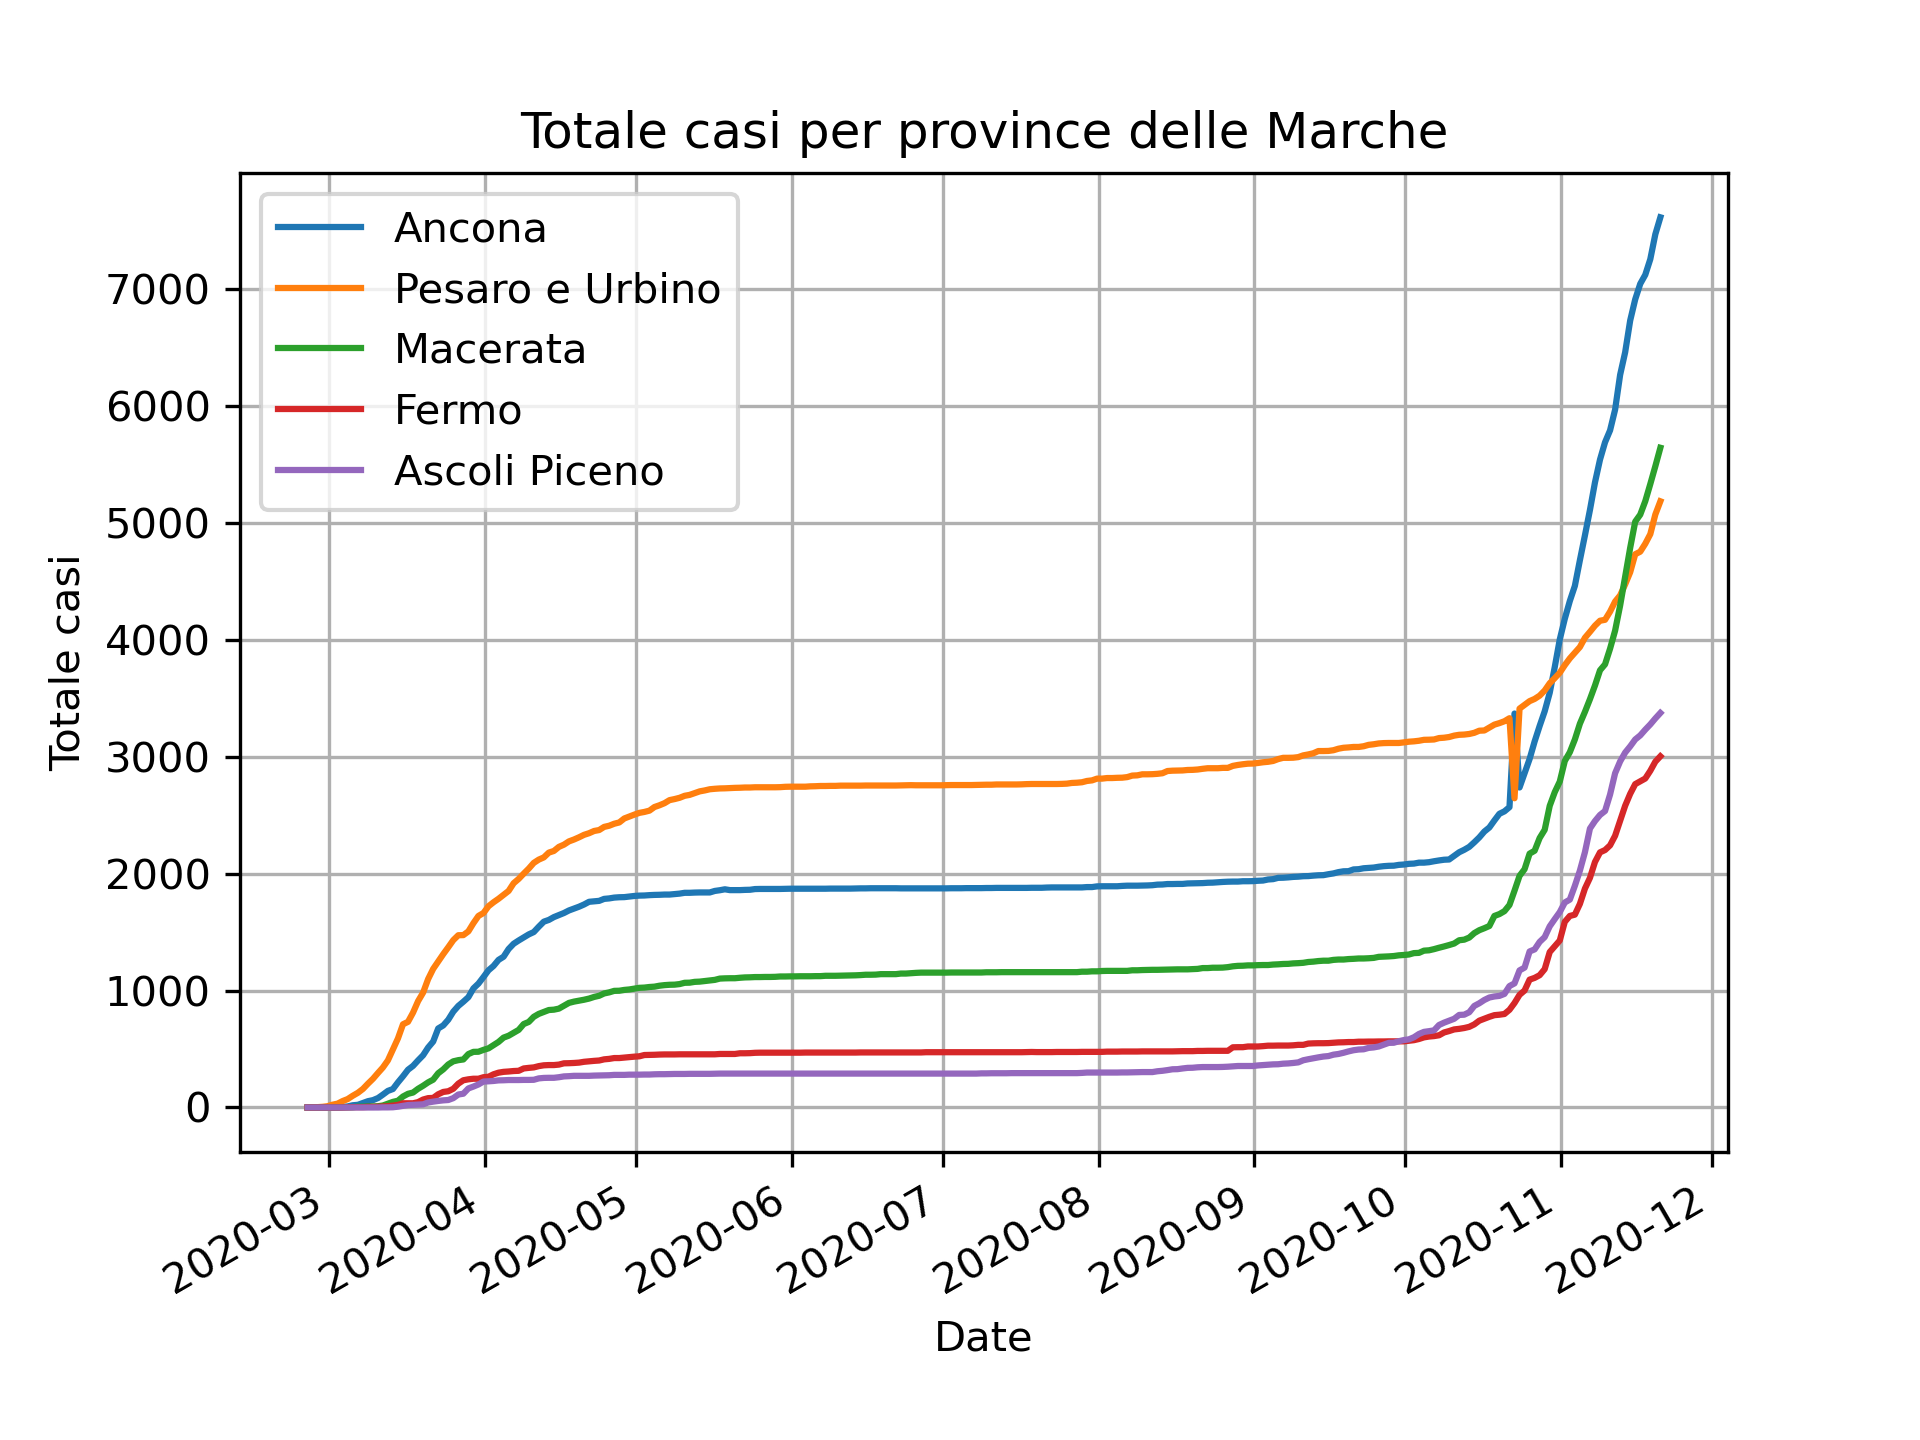 Totale casi per province delle Marche
Ancona
Pesaro e Urbino
Macerata
Fermo
Ascoli Piceno
7000
6000
5000
4000
3000
2000
1000
0
Totale casi
2020-03
2020-04
2020-05
2020-06
2020-07
2020-08
2020-09
2020-10
2020-11
2020-12
Date